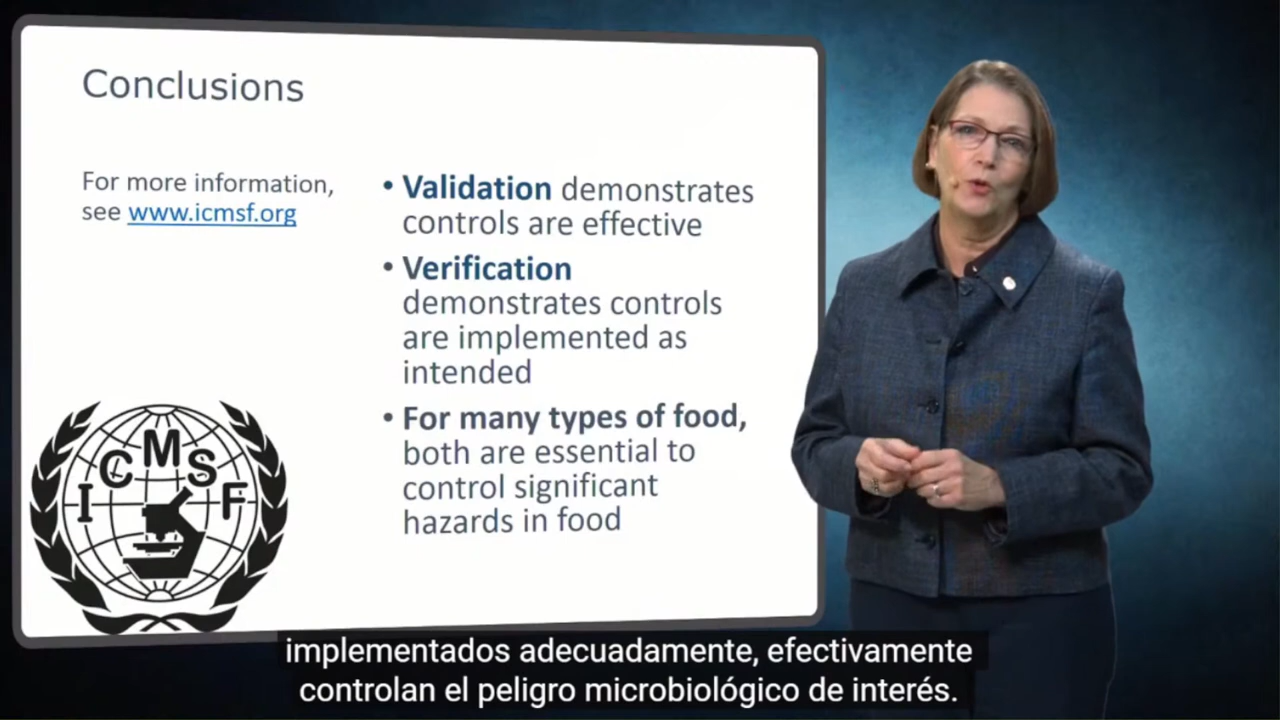 Conclusions
For more information,
see www.icmsf.org
• Validation demonstrates
controls are effective
• Verification
demonstrates controls
are implemented as
intended
• For many types of food,
both are essential to
control significant
hazards in food
ICMSF
implementados adecuadamente, efectivamente
controlan el peligro microbiológico de interés.